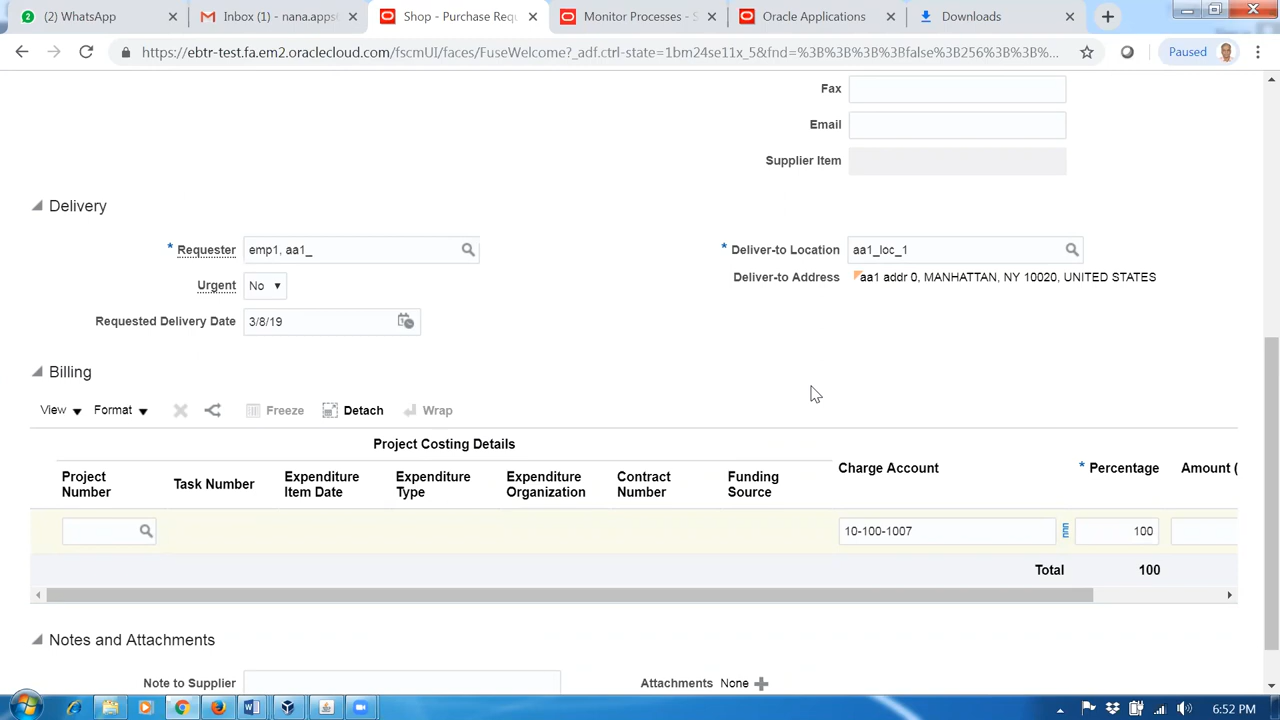 (2) WhatsApp
Inbox (1) - nana.apps
Shop - Purchase Requ
Monitor Processes - S
Oracle Applications
Downloads
https://ebtr-test.fa.em2.oraclecloud.com/fscmUI/faces/FuseWelcome?_adf.ctrl-state=1bm24se11x_5&fnd=%3B%3B%3B%3Bfalse%3B256%3B%3B%...
Paused
Fax
Email
Supplier Item
Delivery
* Requester emp1, aa1_
* Deliver-to Location aa1_loc_1
Urgent No
Deliver-to Address aa1 addr 0, MANHATTAN, NY 10020, UNITED STATES
Requested Delivery Date 3/8/19
Billing
View Format Freeze Detach Wrap
Project Costing Details
Project Number
Task Number
Expenditure Item Date
Expenditure Type
Expenditure Organization
Contract Number
Funding Source
Charge Account
* Percentage
Amount (
10-100-1007
100
Total 100
Notes and Attachments
Note to Supplier
Attachments None
6:52 PM